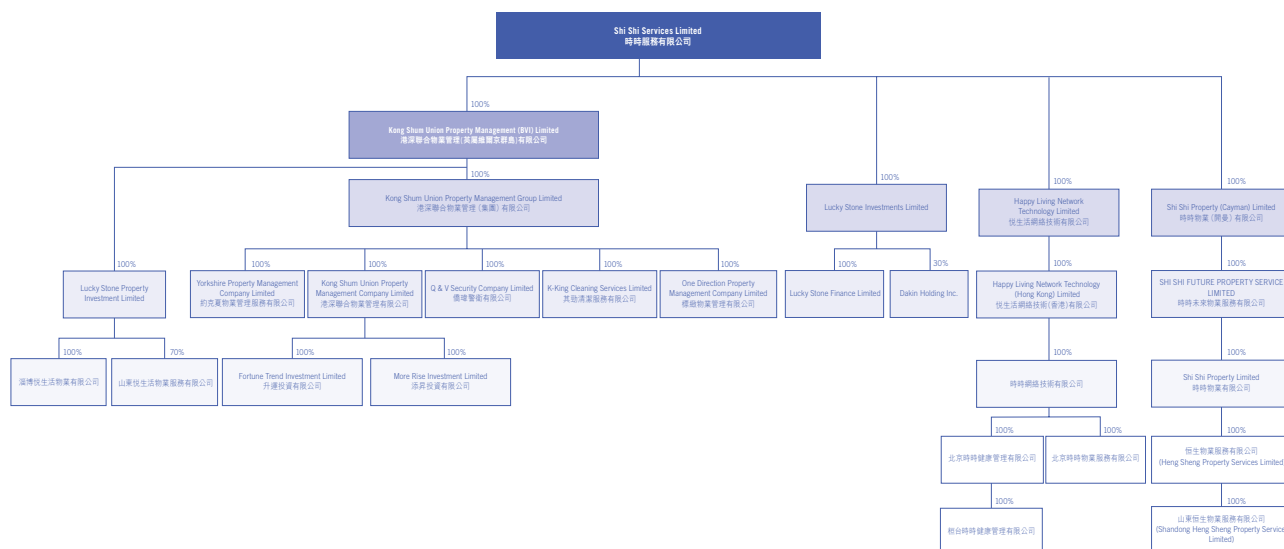 Shi Shi Services Limited
時時服務有限公司
100%
Kong Shum Union Property Management (BVI) Limited
港深聯合物業管理(英屬維爾京群島)有限公司
100%
Kong Shum Union Property Management Group Limited
港深聯合物業管理(集團)有限公司
100%
Lucky Stone Investments Limited
100%
Happy Living Network
Technology Limited
悅生活網絡技術有限公司
100%
Shi Shi Property (Cayman) Limited
時時物業(開曼)有限公司
100%
Lucky Stone Property
Investment Limited
100%
Yorkshire Property Management
Company Limited
約克夏物業管理服務有限公司
100%
Kong Shum Union Property
Management Company Limited
港深聯合物業管理有限公司
100%
Q & V Security Company Limited
僑瑋警衛有限公司
100%
K-King Cleaning Services Limited
其勁清潔服務有限公司
100%
One Direction Property
Management Company Limited
標緻物業管理有限公司
100%
Lucky Stone Finance Limited
30%
Dakin Holding Inc.
100%
Happy Living Network Technology
(Hong Kong) Limited
悅生活網絡技術(香港)有限公司
100%
SHI SHI FUTURE PROPERTY SERVICE
LIMITED
時時未來物業服務有限公司
100%
淄博悅生活物業有限公司
70%
山東悅生活物業服務有限公司
100%
Fortune Trend Investment Limited
升運投資有限公司
100%
More Rise Investment Limited
添昇投資有限公司
100%
時時網絡技術有限公司
100%
Shi Shi Property Limited
時時物業有限公司
100%
北京時時健康管理有限公司
100%
北京時時物業服務有限公司
100%
恒生物業服務有限公司
(Heng Sheng Property Services Limited)
100%
桓台時時健康管理有限公司
100%
山東恒生物業服務有限公司
(Shandong Heng Sheng Property Service
Limited)